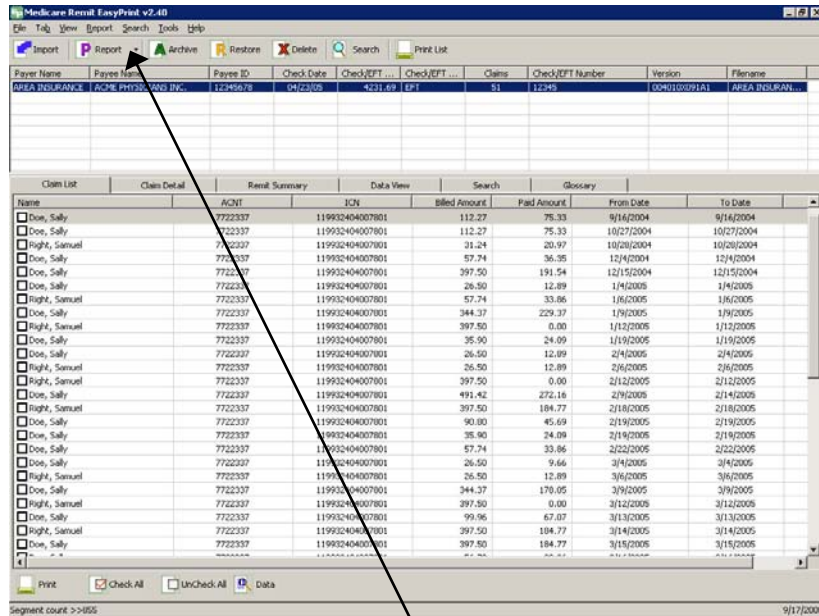 Medicare Remit EasyPrint v2.40
File Tab View Report Search Tools Help
Import Report Archive Restore Delete Search Print List
Payer Name Payee Name Payee ID Check Date Check/EFT ... Check/EFT ... Claims Check/EFT Number Version Filename
AREA INSURANCE ACME PHYSICIANS INC. 12345678 04/23/05 4231.69 EFT 51 12345 004010X091A1 AREA INSURAN...
Claim List Claim Detail Remit Summary Data View Search Glossary
Name ACNT ICN Billed Amount Paid Amount From Date To Date
Doe, Sally 7722337 119932404007801 112.27 75.33 9/16/2004 9/16/2004
Doe, Sally 7722337 119932404007801 112.27 75.33 10/27/2004 10/27/2004
Right, Samuel 7722337 119932404007801 31.24 20.97 10/28/2004 10/28/2004
Doe, Sally 7722337 119932404007801 57.74 36.35 12/4/2004 12/4/2004
Doe, Sally 7722337 119932404007801 397.50 191.54 12/15/2004 12/15/2004
Doe, Sally 7722337 119932404007801 26.50 12.89 1/4/2005 1/4/2005
Right, Samuel 7722337 119932404007801 57.74 33.86 1/6/2005 1/6/2005
Doe, Sally 7722337 119932404007801 344.37 229.37 1/9/2005 1/9/2005
Right, Samuel 7722337 119932404007801 397.50 0.00 1/12/2005 1/12/2005
Doe, Sally 7722337 119932404007801 35.90 24.09 1/19/2005 1/19/2005
Doe, Sally 7722337 119932404007801 26.50 12.89 2/4/2005 2/4/2005
Right, Samuel 7722337 119932404007801 26.50 12.89 2/6/2005 2/6/2005
Right, Samuel 7722337 119932404007801 397.50 0.00 2/12/2005 2/12/2005
Doe, Sally 7722337 119932404007801 491.42 272.16 2/9/2005 2/14/2005
Right, Samuel 7722337 119932404007801 397.50 184.77 2/18/2005 2/18/2005
Doe, Sally 7722337 119932404007801 90.80 45.69 2/19/2005 2/19/2005
Doe, Sally 7722337 119932404007801 35.90 24.09 2/19/2005 2/19/2005
Doe, Sally 7722337 119932404007801 57.74 33.86 2/22/2005 2/22/2005
Doe, Sally 7722337 119932404007801 26.50 9.66 3/4/2005 3/4/2005
Right, Samuel 7722337 119932404007801 26.50 12.89 3/6/2005 3/6/2005
Doe, Sally 7722337 119932404007801 344.37 178.05 3/9/2005 3/9/2005
Right, Samuel 7722337 119932404007801 397.50 0.00 3/12/2005 3/12/2005
Doe, Sally 7722337 119932404007801 99.96 67.07 3/13/2005 3/13/2005
Right, Samuel 7722337 119932404007801 397.50 184.77 3/14/2005 3/14/2005
Doe, Sally 7722337 119932404007801 397.50 184.77 3/15/2005 3/15/2005
Print Check All UnCheck All Data
Segment count >>855 9/17/200